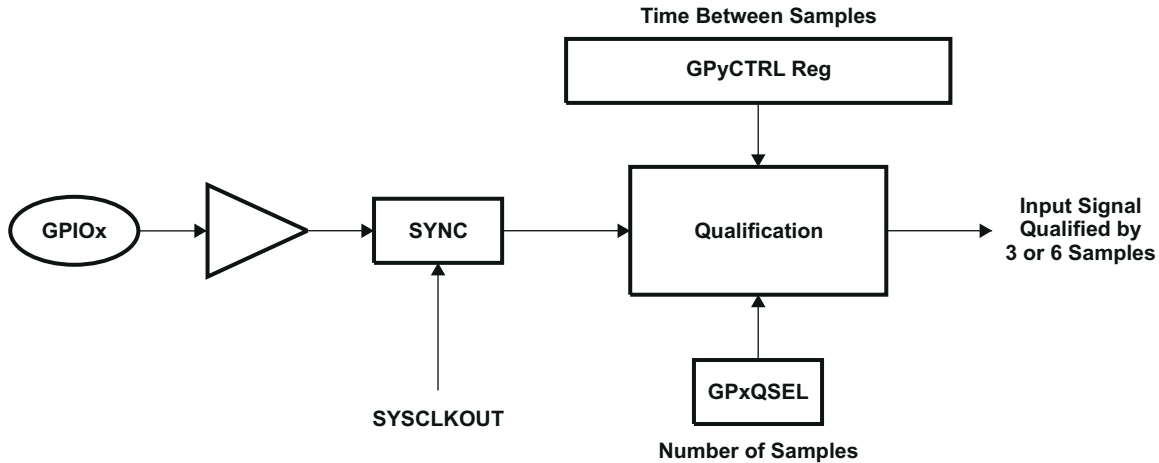 Time Between Samples
GPyCTRL Reg
GPIOx
SYNC
Qualification
Input Signal
Qualified by
3 or 6 Samples
GPxQSEL
SYSCLKOUT
Number of Samples